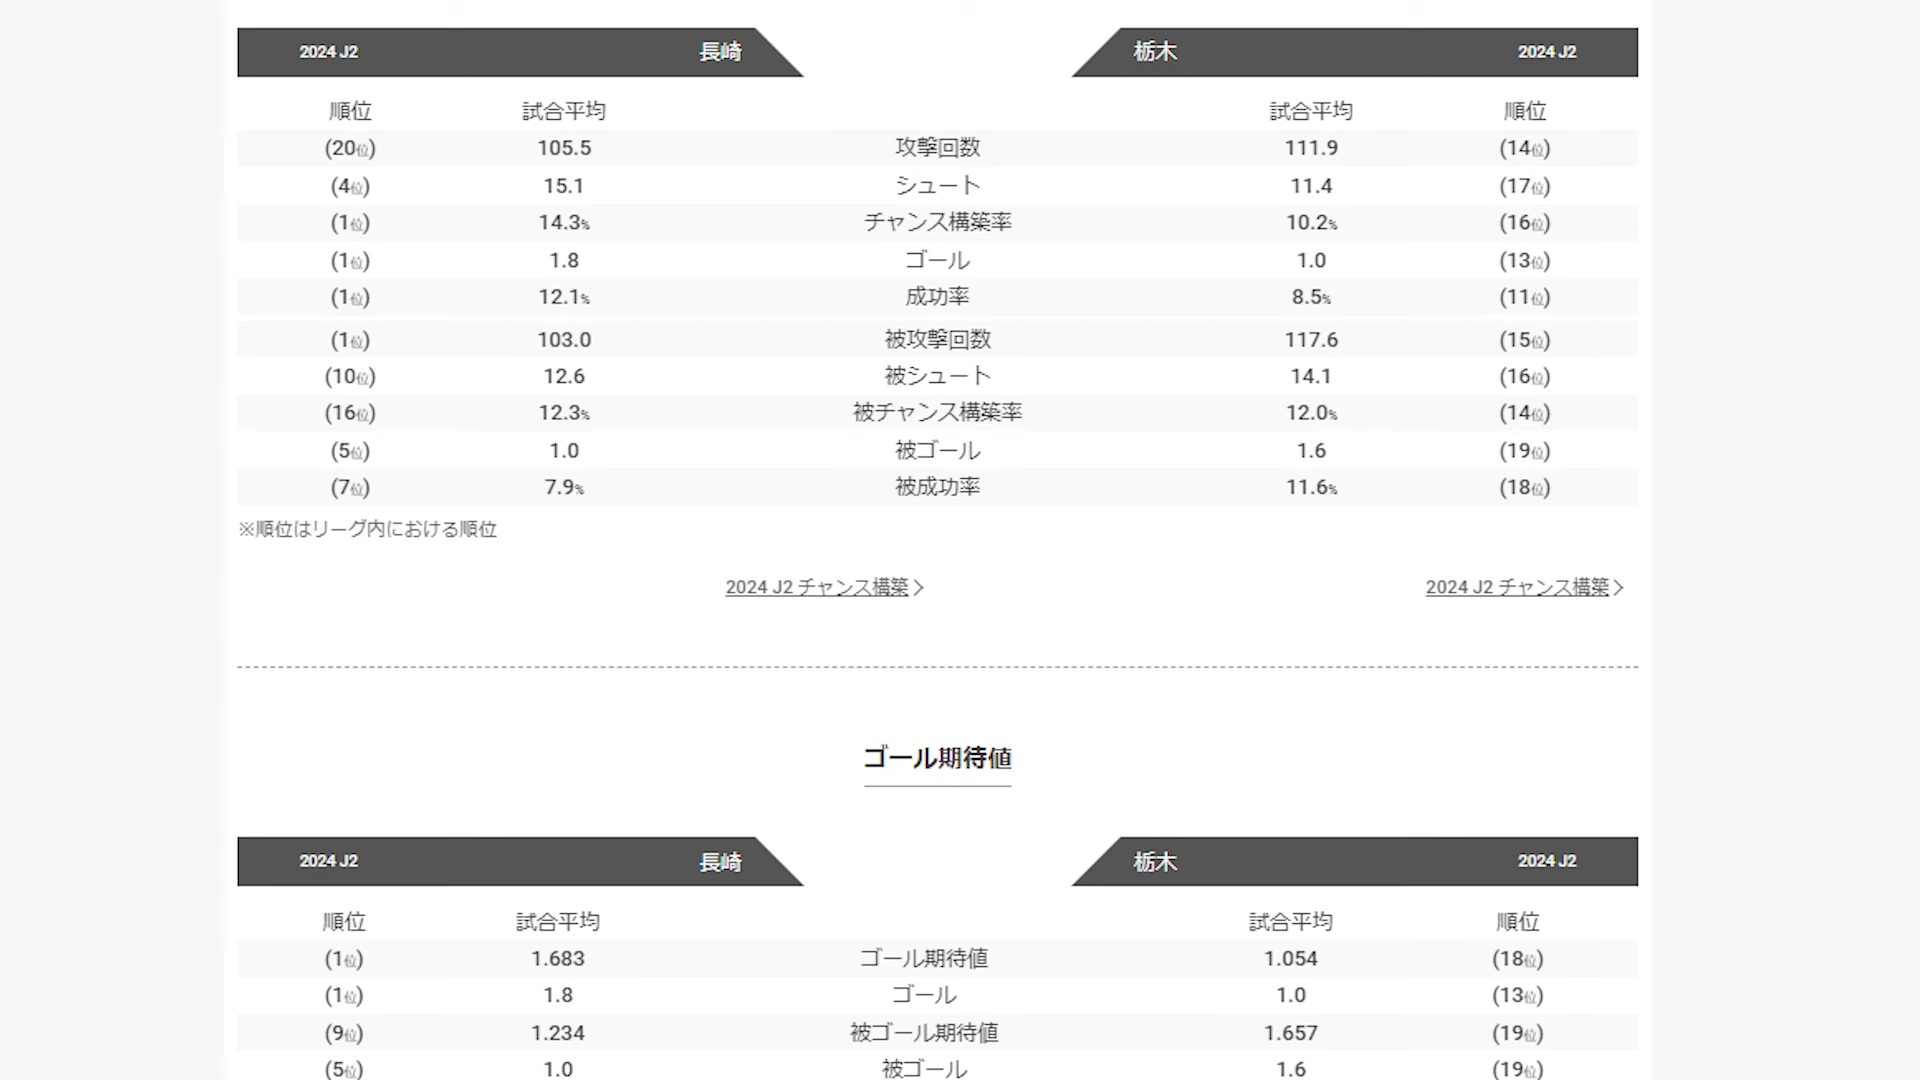 2024 J2 長崎 栃木 2024 J2
順位 試合平均 試合平均 順位
(20位) 105.5 攻撃回数 111.9 (14位)
(4位) 15.1 シュート 11.4 (17位)
(1位) 14.3% チャンス構築率 10.2% (16位)
(1位) 1.8 ゴール 1.0 (13位)
(1位) 12.1% 成功率 8.5% (11位)
(1位) 103.0 被攻撃回数 117.6 (15位)
(10位) 12.6 被シュート 14.1 (16位)
(16位) 12.3% 被チャンス構築率 12.0% (14位)
(5位) 1.0 被ゴール 1.6 (19位)
(7位) 7.9% 被成功率 11.6% (18位)
※順位はリーグ内における順位
2024 J2 チャンス構築 > 2024 J2 チャンス構築 >
ゴール期待値
2024 J2 長崎 栃木 2024 J2
順位 試合平均 試合平均 順位
(1位) 1.683 ゴール期待値 1.054 (18位)
(1位) 1.8 ゴール 1.0 (13位)
(9位) 1.234 被ゴール期待値 1.657 (19位)
(5位) 1.0 被ゴール 1.6 (19位)